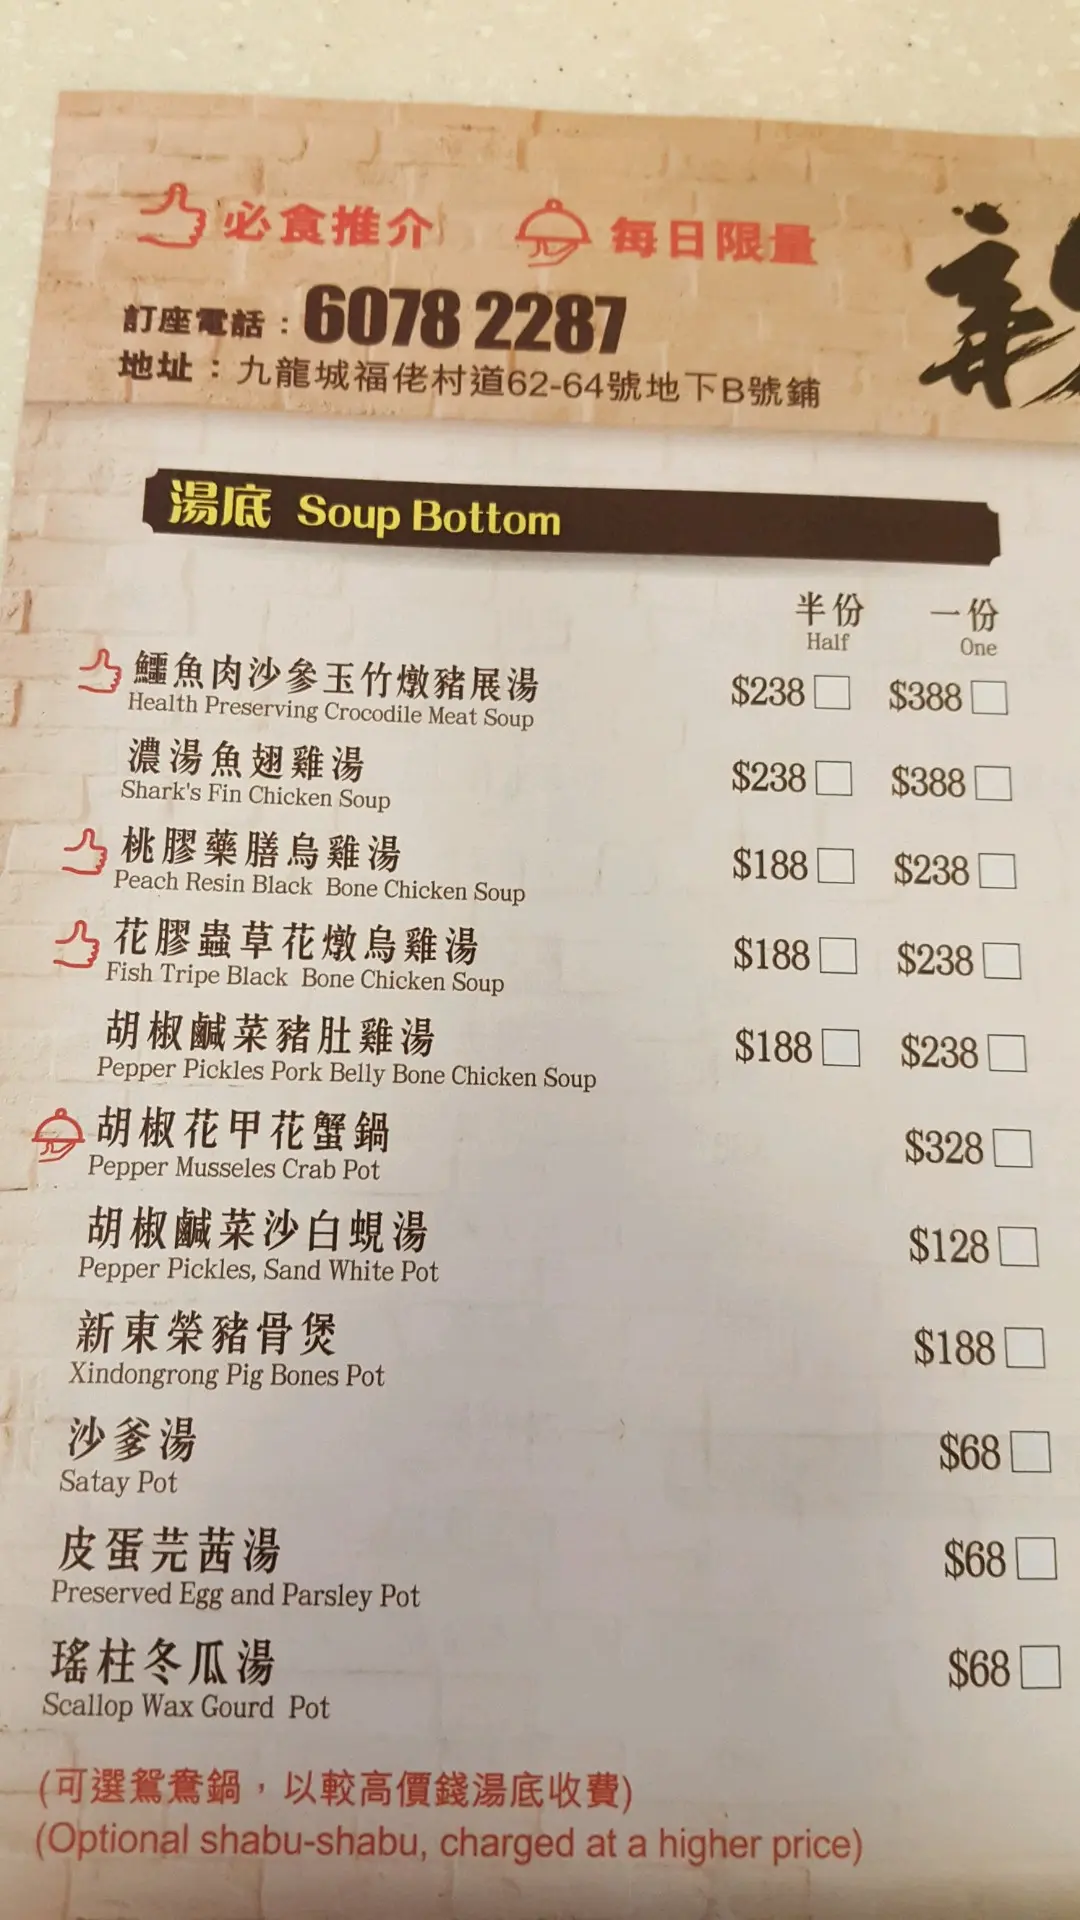 必食推介 每日限量
訂座電話：6078 2287
地址：九龍城福佬村道62-64號地下B號鋪
湯底 Soup Bottom
半份 一份
Half One
鱷魚肉沙參玉竹燉豬展湯 $238 $388
Health Preserving Crocodile Meat Soup
濃湯魚翅雞湯 $238 $388
Shark's Fin Chicken Soup
桃膠藥膳烏雞湯 $188 $238
Peach Resin Black Bone Chicken Soup
花膠蟲草花燉烏雞湯 $188 $238
Fish Tripe Black Bone Chicken Soup
胡椒鹹菜豬肚雞湯 $188 $238
Pepper Pickles Pork Belly Bone Chicken Soup
胡椒花甲花蟹鍋 $328
Pepper Musseles Crab Pot
胡椒鹹菜沙白蜆湯 $128
Pepper Pickles, Sand White Pot
新東榮豬骨煲 $188
Xindongrong Pig Bones Pot
沙爹湯 $68
Satay Pot
皮蛋芫茜湯 $68
Preserved Egg and Parsley Pot
瑤柱冬瓜湯 $68
Scallop Wax Gourd Pot
(可選鴛鴦鍋，以較高價錢湯底收費)
(Optional shabu-shabu, charged at a higher price)